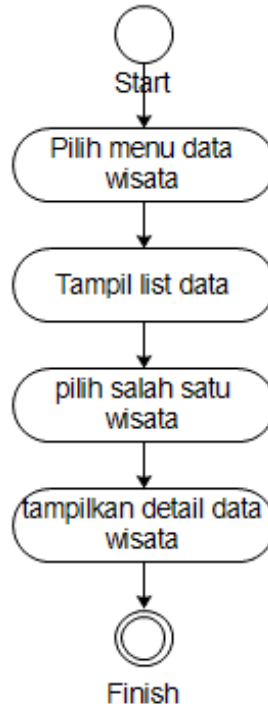 Start
Pilih menu data
wisata
Tampil list data
pilih salah satu
wisata
tampilkan detail data
wisata
Finish